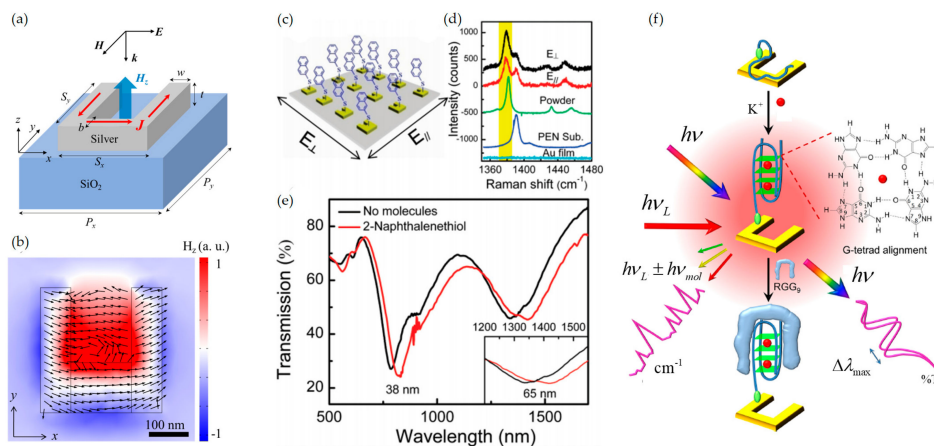 (a)
E
H
k
H_z
w
t
S_y
b
J
Silver
z
y
x
S_x
SiO₂
P_y
P_x
(b)
H_z (a. u.)
1
-1
y
x
100 nm
(c)
E⊥
E//
(d)
Intensity (counts)
1000
500
0
-500
-1000
E⊥
E//
Powder
PEN Sub.
Au film
1360 1400 1440 1480
Raman shift (cm⁻¹)
(e)
Transmission (%)
80
60
40
20
No molecules
2-Naphthalenethiol
38 nm
1200 1300 1400 1500
65 nm
500 1000 1500
Wavelength (nm)
(f)
K⁺
hν
hν_L
hν_L ± hν_mol
G-tetrad alignment
RGG₉
hν
cm⁻¹
Δλ_max